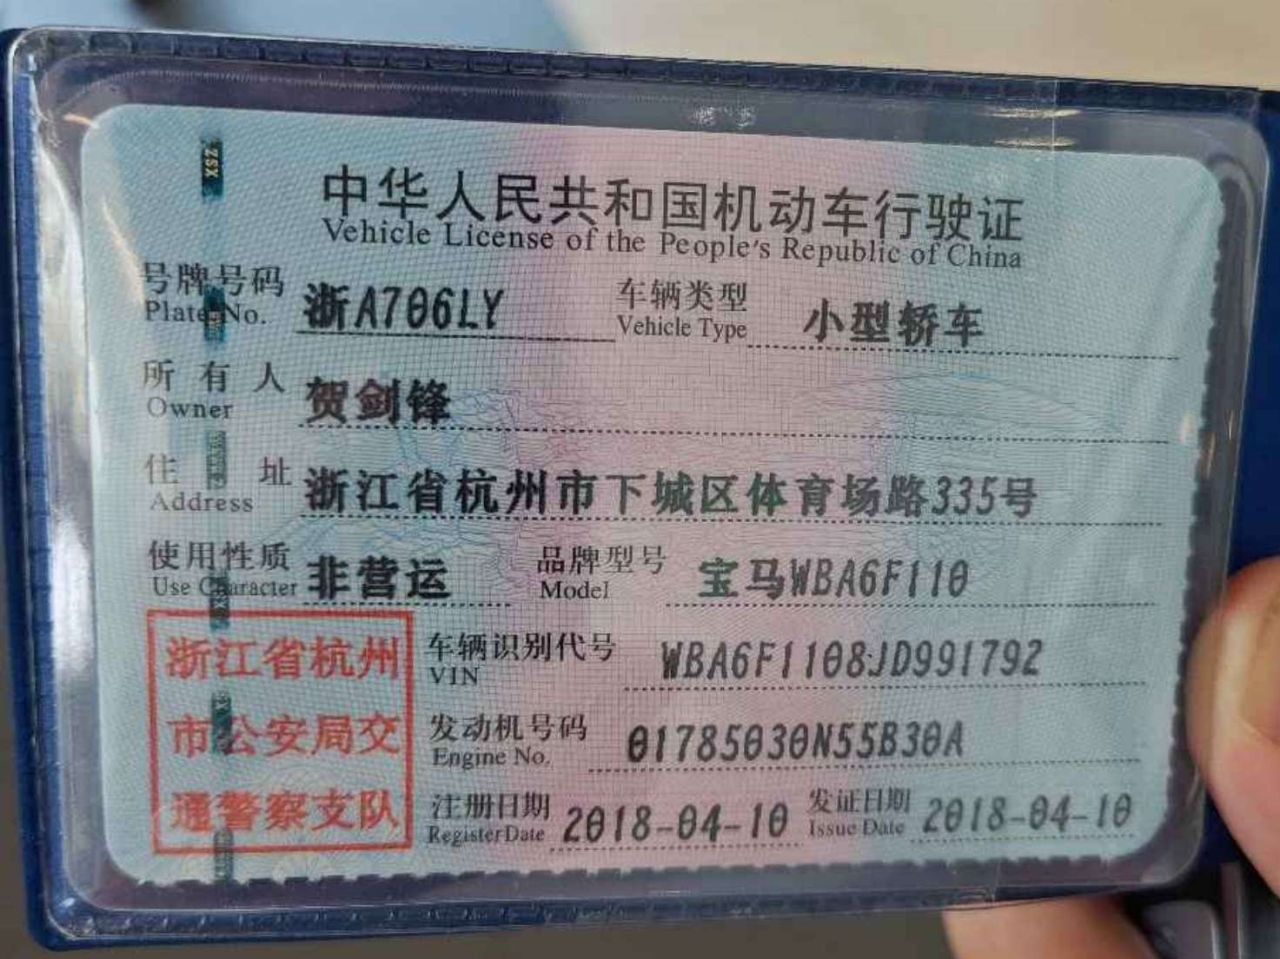 XSZ
中华人民共和国机动车行驶证
Vehicle License of the People's Republic of China
号牌号码 浙A706LY 车辆类型 小型轿车
Plate No. Vehicle Type
所有人 贺剑锋
Owner
住址 浙江省杭州市下城区体育场路335号
Address
使用性质 非营运 品牌型号 宝马WBA6F110
Use Character Model
浙江省杭州 车辆识别代号 WBA6F1108JD991792
VIN
市公安局交 发动机号码 01785030N55B30A
Engine No.
通警察支队 注册日期 2018-04-10 发证日期 2018-04-10
Register Date Issue Date